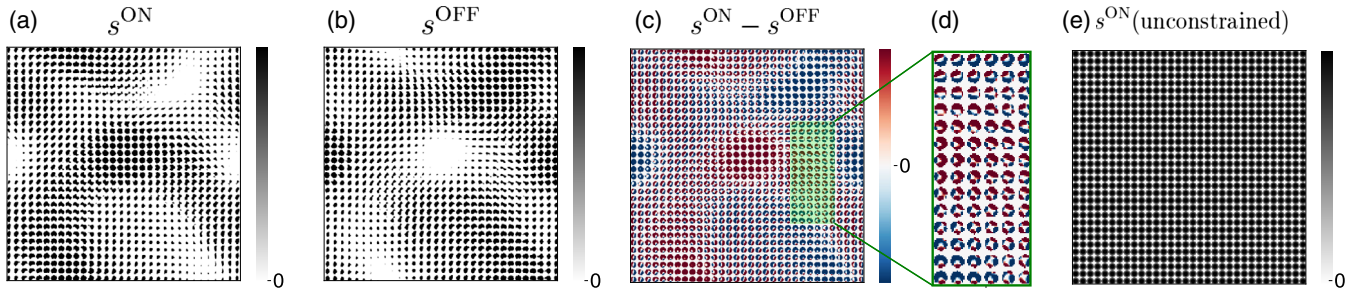 (a) s^ON
(b) s^OFF
(c) s^ON − s^OFF
(d)
(e) s^ON (unconstrained)
-0
-0
-0
-0